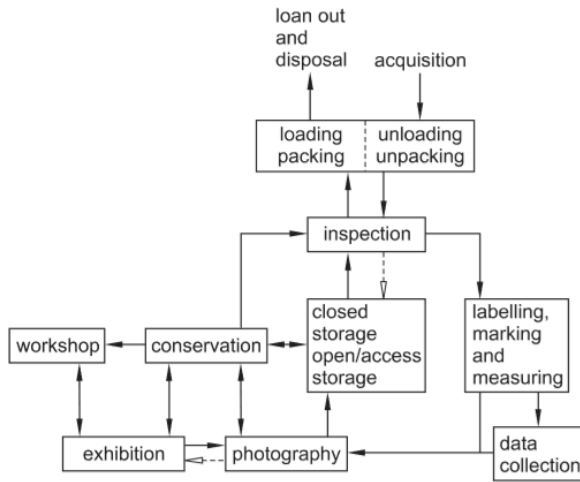 loan out
and
disposal
acquisition
loading
packing
unloading
unpacking
inspection
closed
storage
open/access
storage
labelling,
marking
and
measuring
workshop
conservation
exhibition
photography
data
collection